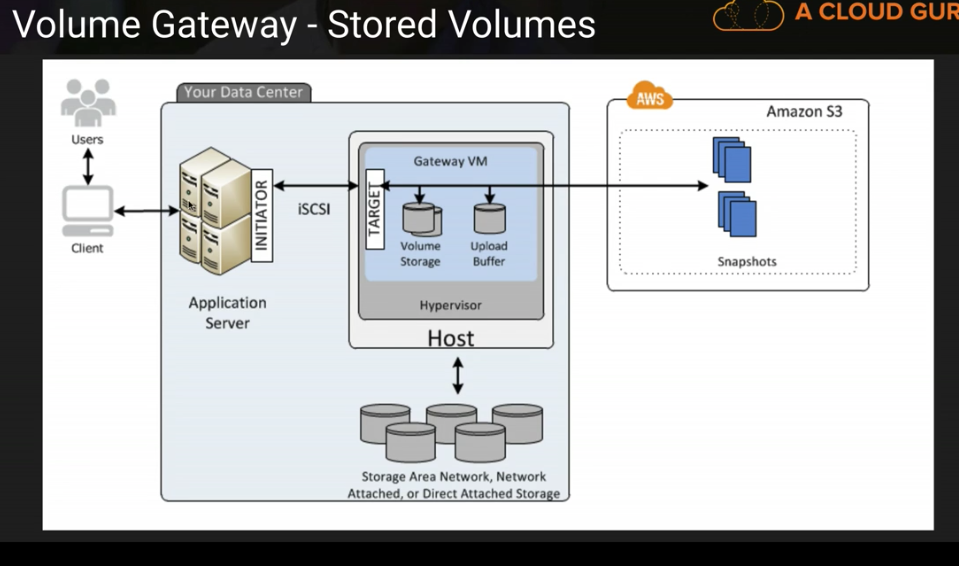 Volume Gateway - Stored Volumes
A CLOUD GUR
Your Data Center
AWS
Amazon S3
Users
Client
INITIATOR
iSCSI
TARGET
Gateway VM
Volume
Storage
Upload
Buffer
Snapshots
Application
Server
Hypervisor
Host
Storage Area Network, Network
Attached, or Direct Attached Storage